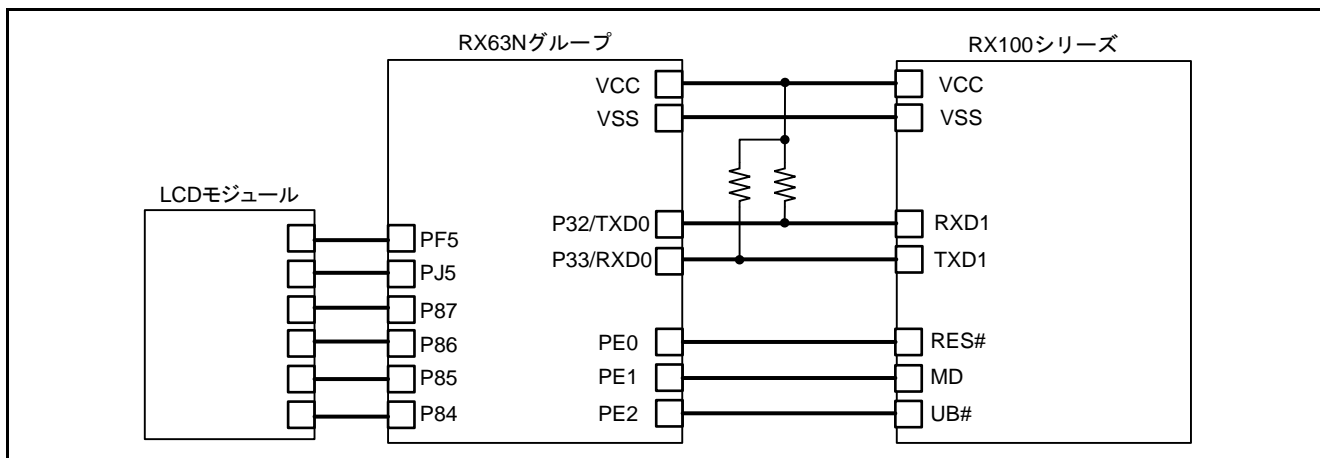 RX63Nグループ
RX100シリーズ
LCDモジュール
VCC
VSS
P32/TXD0
P33/RXD0
PE0
PE1
PE2
PF5
PJ5
P87
P86
P85
P84
VCC
VSS
RXD1
TXD1
RES#
MD
UB#